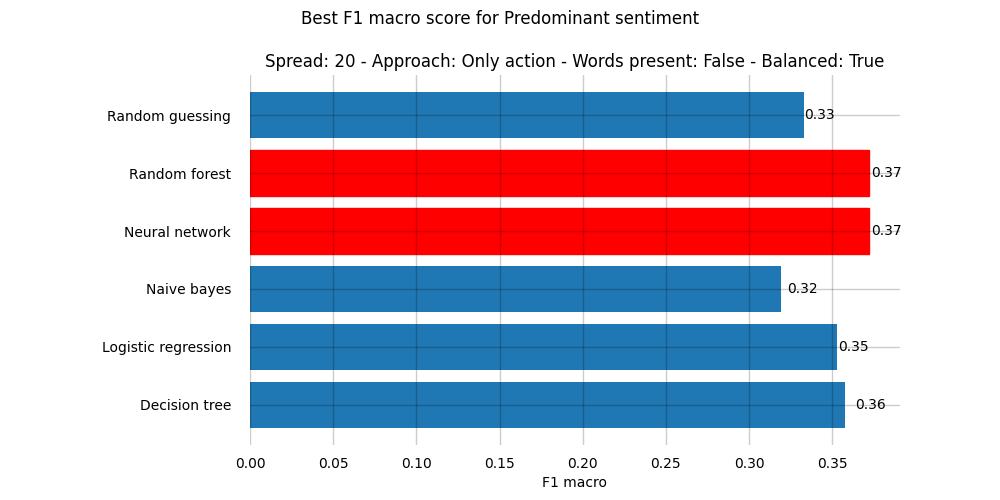 Best F1 macro score for Predominant sentiment
Spread: 20 - Approach: Only action - Words present: False - Balanced: True
Random guessing 0.33
Random forest 0.37
Neural network 0.37
Naive bayes 0.32
Logistic regression 0.35
Decision tree 0.36
0.00 0.05 0.10 0.15 0.20 0.25 0.30 0.35
F1 macro